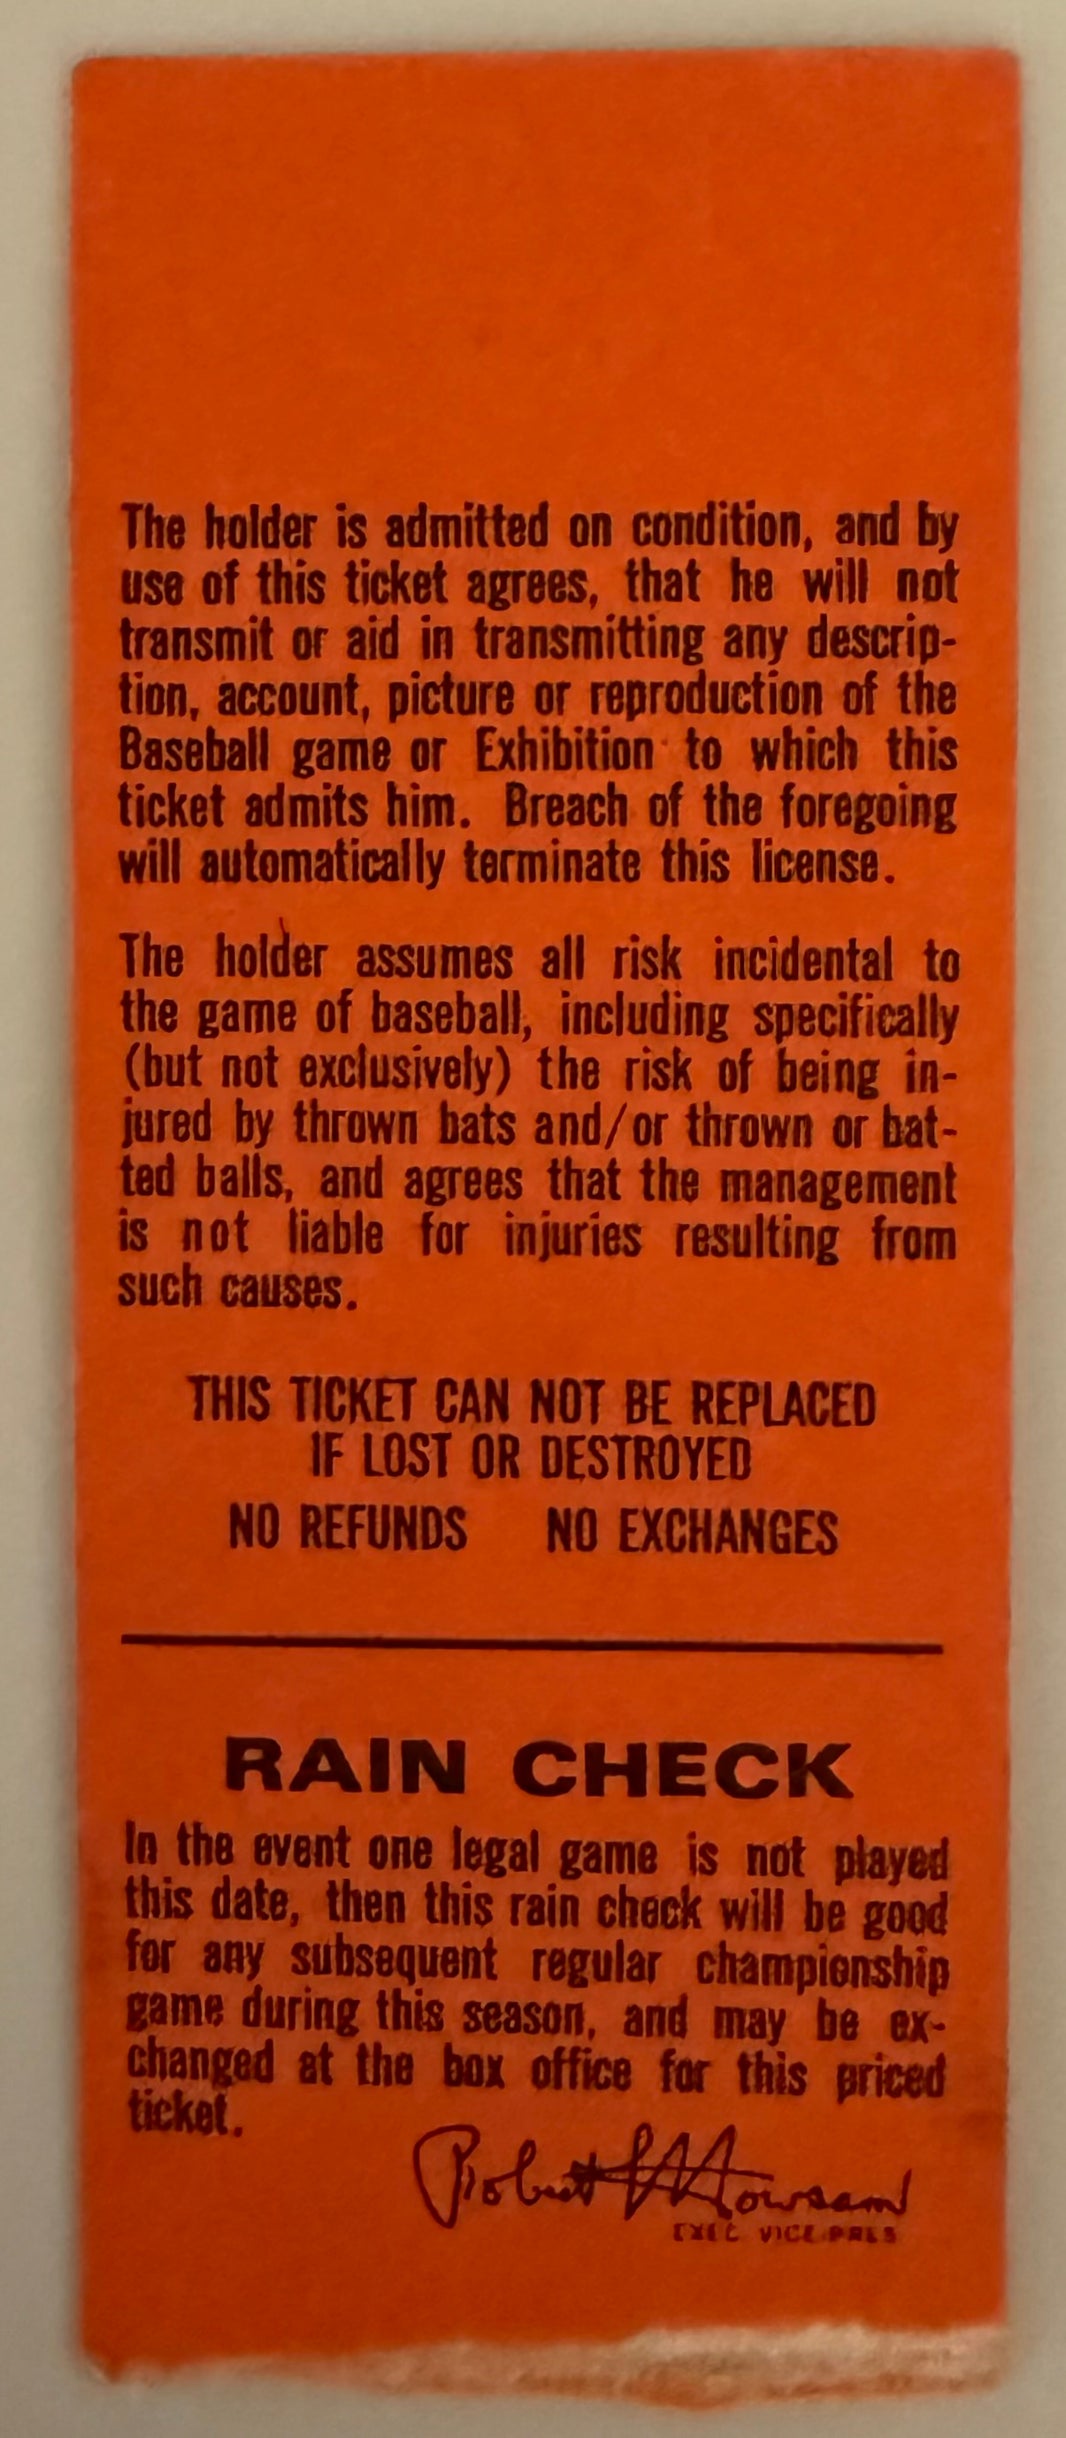 The holder is admitted on condition, and by
use of this ticket agrees, that he will not
transmit or aid in transmitting any descrip-
tion, account, picture or reproduction of the
Baseball game or Exhibition to which this
ticket admits him. Breach of the foregoing
will automatically terminate this license.
The holder assumes all risk incidental to
the game of baseball, including specifically
(but not exclusively) the risk of being in-
jured by thrown bats and/or thrown or bat-
ted balls, and agrees that the management
is not liable for injuries resulting from
such causes.
THIS TICKET CAN NOT BE REPLACED
IF LOST OR DESTROYED
NO REFUNDS NO EXCHANGES
RAIN CHECK
In the event one legal game is not played
this date, then this rain check will be good
for any subsequent regular championship
game during this season, and may be ex-
changed at the box office for this priced
ticket.
Robert L Howsam
EXEC VICE PRES